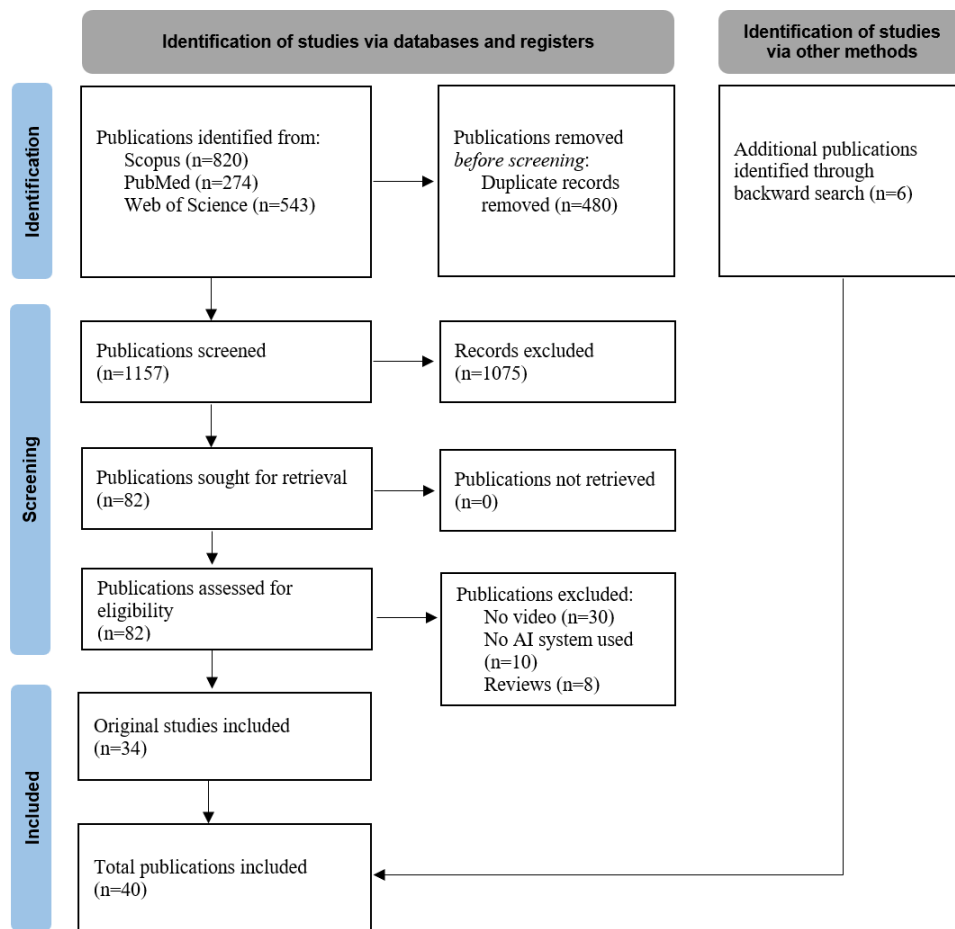 Identification of studies via databases and registers
Identification of studies
via other methods
Identification
Publications identified from:
Scopus (n=820)
PubMed (n=274)
Web of Science (n=543)
Publications removed
before screening:
Duplicate records
removed (n=480)
Additional publications
identified through
backward search (n=6)
Screening
Publications screened
(n=1157)
Records excluded
(n=1075)
Publications sought for retrieval
(n=82)
Publications not retrieved
(n=0)
Publications assessed for
eligibility
(n=82)
Publications excluded:
No video (n=30)
No AI system used
(n=10)
Reviews (n=8)
Included
Original studies included
(n=34)
Total publications included
(n=40)